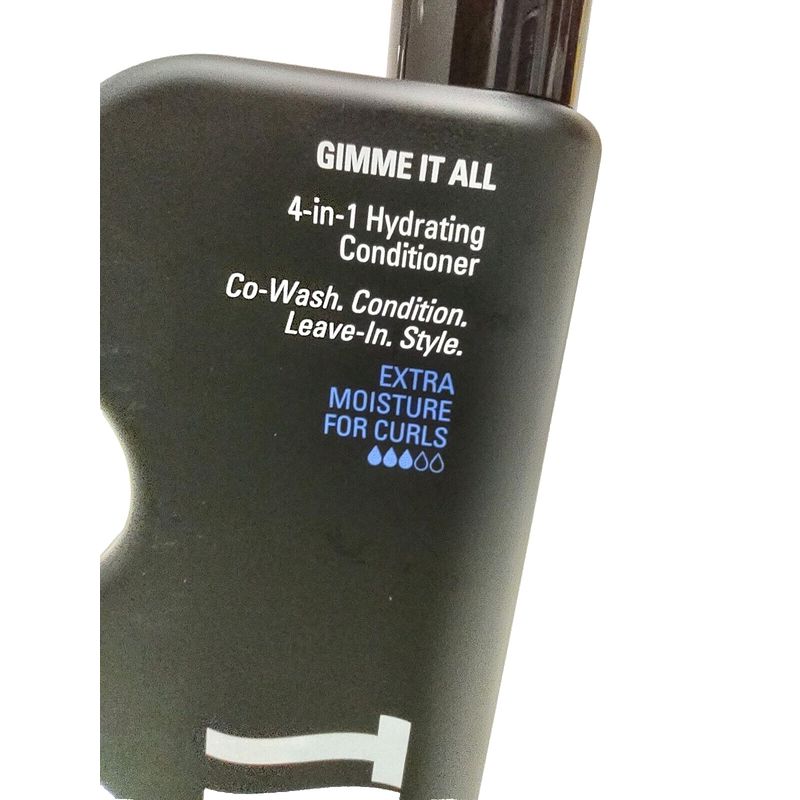 GIMME IT ALL
4-in-1 Hydrating
Conditioner
Co-Wash. Condition.
Leave-In. Style.
EXTRA
MOISTURE
FOR CURLS